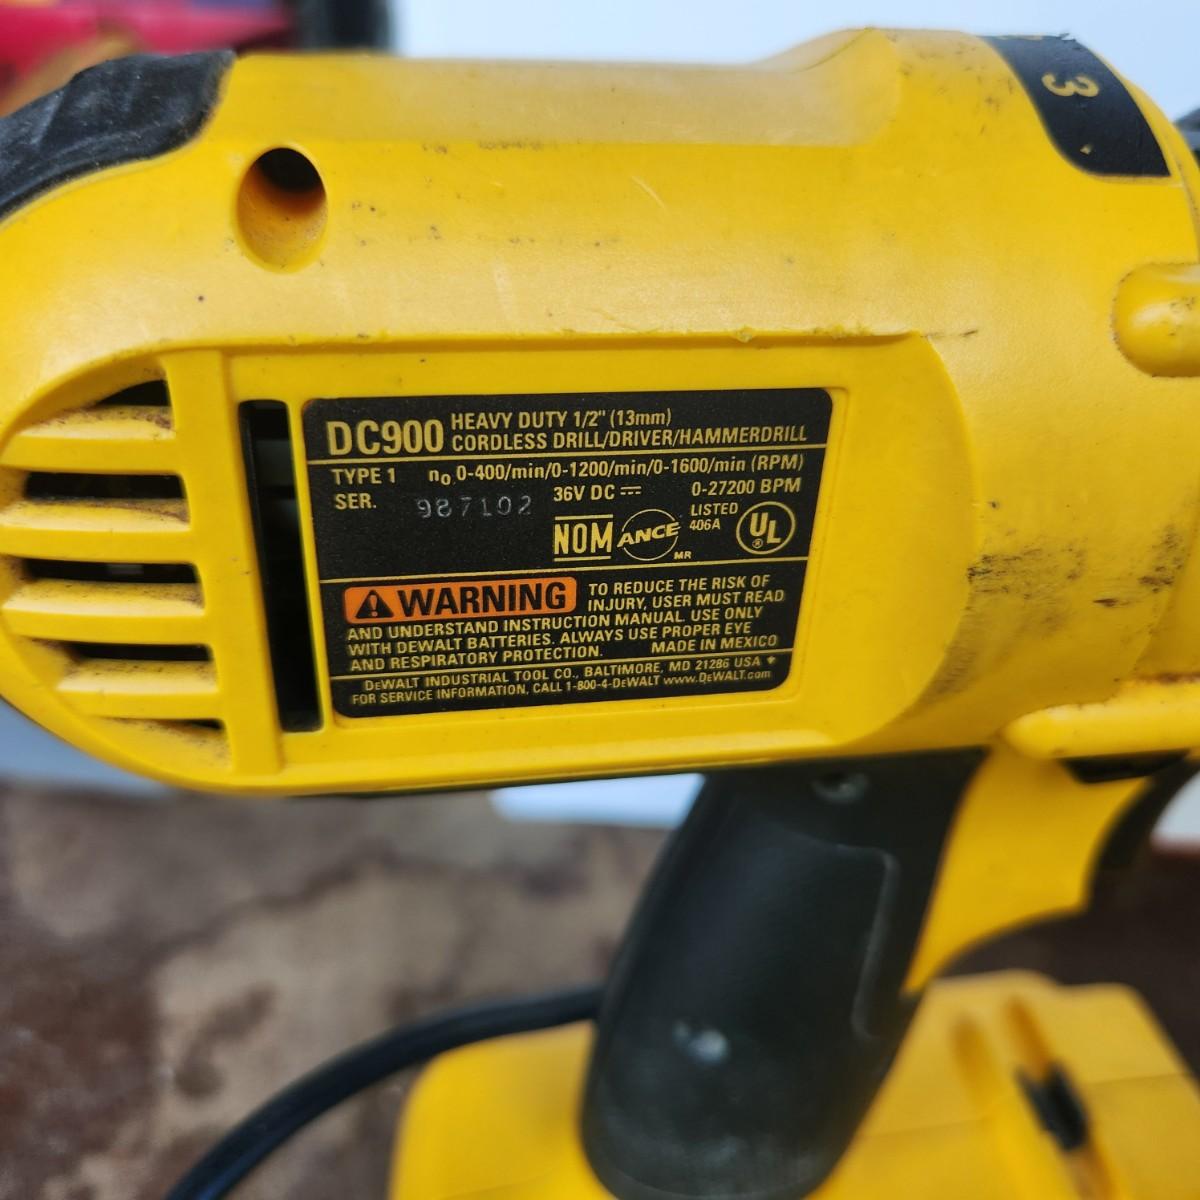 3
DC900 HEAVY DUTY 1/2" (13mm)
CORDLESS DRILL/DRIVER/HAMMERDRILL
TYPE 1 n₀ 0-400/min/0-1200/min/0-1600/min (RPM)
SER. 987102 36V DC ⎓ 0-27200 BPM
NOM ANCE MR LISTED 406A UL ®
WARNING TO REDUCE THE RISK OF
INJURY, USER MUST READ
AND UNDERSTAND INSTRUCTION MANUAL. USE ONLY
WITH DEWALT BATTERIES. ALWAYS USE PROPER EYE
AND RESPIRATORY PROTECTION. MADE IN MEXICO
DEWALT INDUSTRIAL TOOL CO., BALTIMORE, MD 21286 USA
FOR SERVICE INFORMATION, CALL 1-800-4-DEWALT www.DEWALT.com